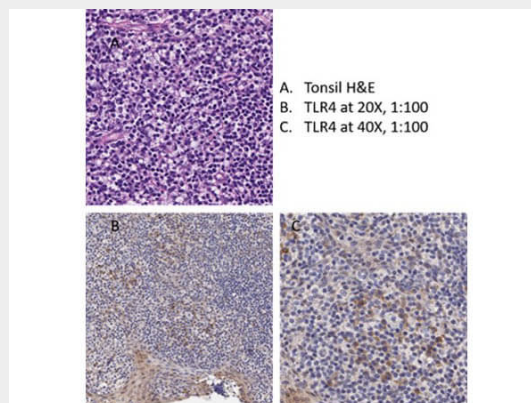 A
A. Tonsil H&E
B. TLR4 at 20X, 1:100
C. TLR4 at 40X, 1:100
B
C